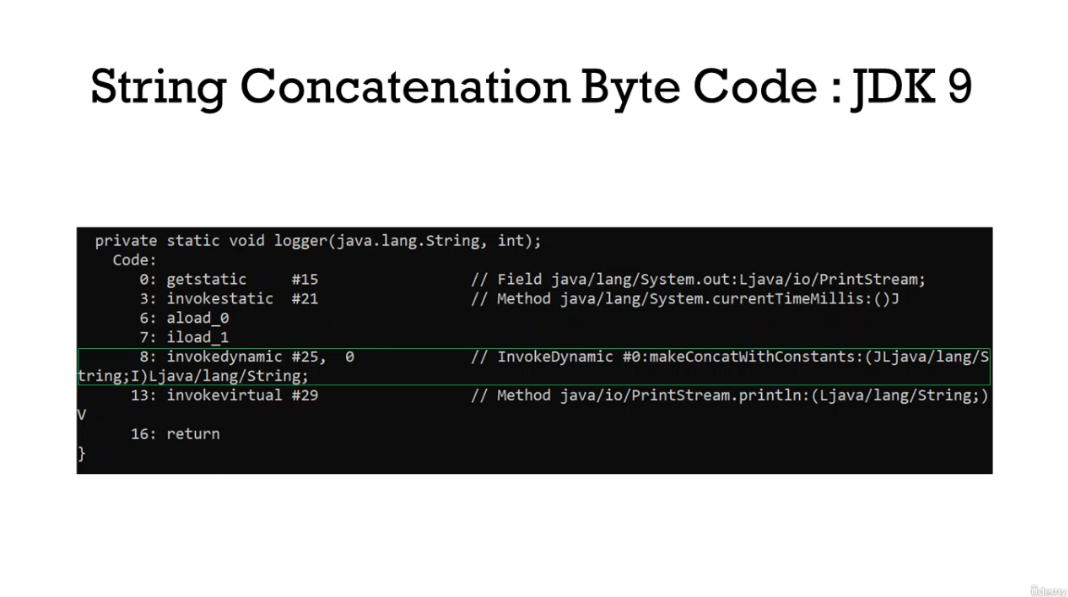 String Concatenation Byte Code : JDK 9
private static void logger(java.lang.String, int);
Code:
0: getstatic #15 // Field java/lang/System.out:Ljava/io/PrintStream;
3: invokestatic #21 // Method java/lang/System.currentTimeMillis:()J
6: aload_0
7: iload_1
8: invokedynamic #25, 0 // InvokeDynamic #0:makeConcatWithConstants:(JLjava/lang/S
tring;I)Ljava/lang/String;
13: invokevirtual #29 // Method java/io/PrintStream.println:(Ljava/lang/String;)
V
16: return
}
ûdemy